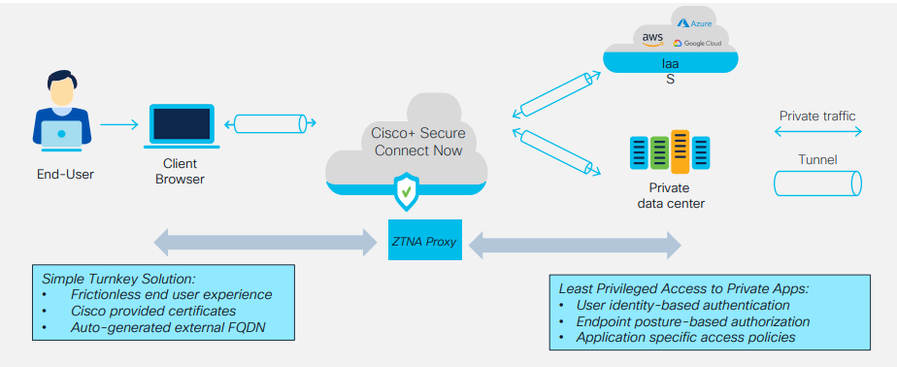 Azure
aws
Google Cloud
Iaa
S
Cisco+ Secure
Connect Now
Private traffic
Tunnel
End-User
Client
Browser
Private
data center
ZTNA Proxy
Simple Turnkey Solution:
• Frictionless end user experience
• Cisco provided certificates
• Auto-generated external FQDN
Least Privileged Access to Private Apps:
• User identity-based authentication
• Endpoint posture-based authorization
• Application specific access policies